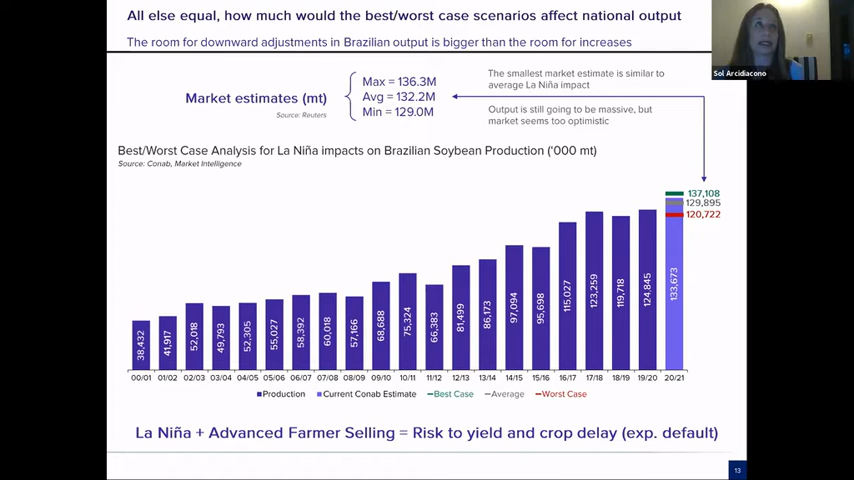 All else equal, how much would the best/worst case scenarios affect national output
The room for downward adjustments in Brazilian output is bigger than the room for increases
Sol Arcidiacono
Market estimates (mt)
Source: Reuters
Max = 136.3M
Avg = 132.2M
Min = 129.0M
The smallest market estimate is similar to
average La Niña impact
Output is still going to be massive, but
market seems too optimistic
Best/Worst Case Analysis for La Niña impacts on Brazilian Soybean Production ('000 mt)
Source: Conab, Market Intelligence
137,108
129,895
120,722
38,432 41,917 52,018 49,793 52,305 55,027 58,392 60,018 57,166 68,688 75,324 66,383 81,499 86,173 97,094 95,698 115,027 123,259 119,718 124,845 133,673
00/01 01/02 02/03 03/04 04/05 05/06 06/07 07/08 08/09 09/10 10/11 11/12 12/13 13/14 14/15 15/16 16/17 17/18 18/19 19/20 20/21
Production Current Conab Estimate Best Case Average Worst Case
La Niña + Advanced Farmer Selling = Risk to yield and crop delay (exp. default)
13